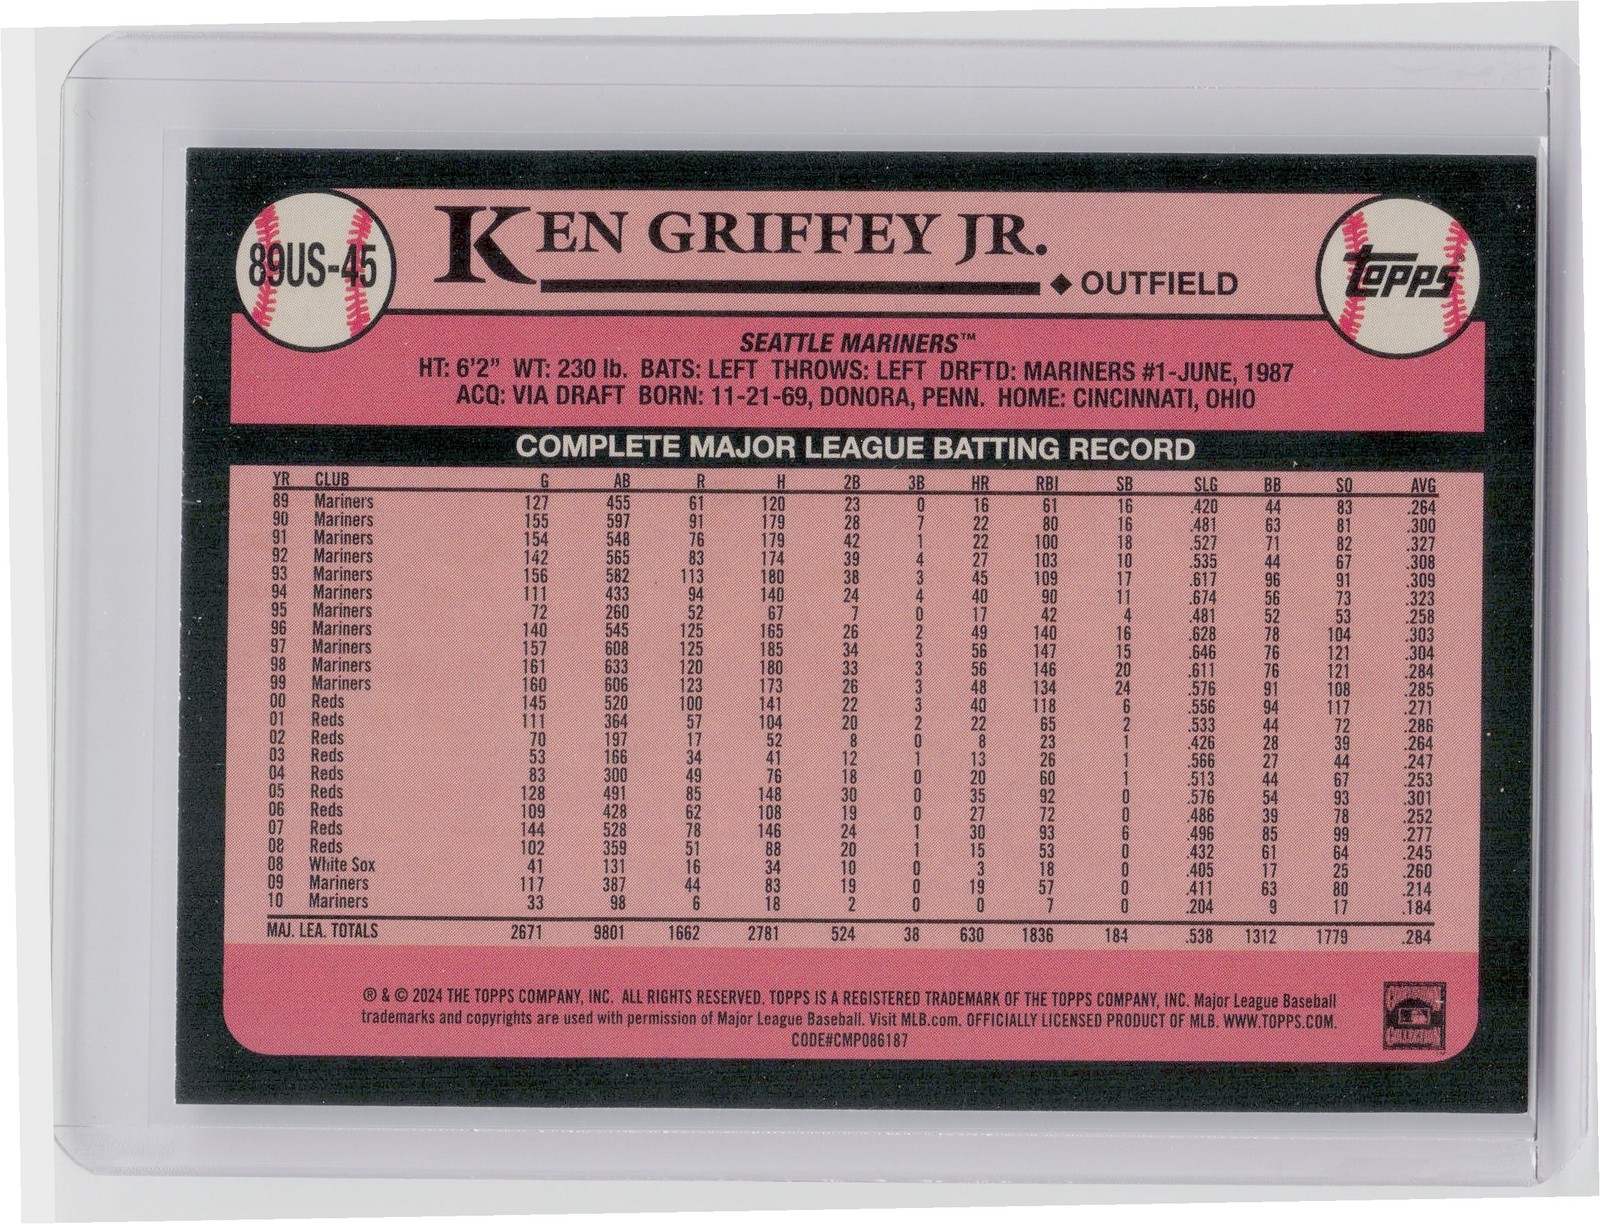 89US-45
KEN GRIFFEY JR.
◆ OUTFIELD
topps®
SEATTLE MARINERS™
HT: 6'2" WT: 230 lb. BATS: LEFT THROWS: LEFT DRFTD: MARINERS #1-JUNE, 1987
ACQ: VIA DRAFT BORN: 11-21-69, DONORA, PENN. HOME: CINCINNATI, OHIO
COMPLETE MAJOR LEAGUE BATTING RECORD
YR CLUB G AB R H 2B 3B HR RBI SB SLG BB SO AVG
89 Mariners 127 455 61 120 23 0 16 61 16 .420 44 83 .264
90 Mariners 155 597 91 179 28 7 22 80 16 .481 63 81 .300
91 Mariners 154 548 76 179 42 1 22 100 18 .527 71 82 .327
92 Mariners 142 565 83 174 39 4 27 103 10 .535 44 67 .308
93 Mariners 156 582 113 180 38 3 45 109 17 .617 96 91 .309
94 Mariners 111 433 94 140 24 4 40 90 11 .674 56 73 .323
95 Mariners 72 260 52 67 7 0 17 42 4 .481 52 53 .258
96 Mariners 140 545 125 165 26 2 49 140 16 .628 78 104 .303
97 Mariners 157 608 125 185 34 3 56 147 15 .646 76 121 .304
98 Mariners 161 633 120 180 33 3 56 146 20 .611 76 121 .284
99 Mariners 160 606 123 173 26 3 48 134 24 .576 91 108 .285
00 Reds 145 520 100 141 22 3 40 118 6 .556 94 117 .271
01 Reds 111 364 57 104 20 2 22 65 2 .533 44 72 .286
02 Reds 70 197 17 52 8 0 8 23 1 .426 28 39 .264
03 Reds 53 166 34 41 12 1 13 26 1 .566 27 44 .247
04 Reds 83 300 49 76 18 0 20 60 1 .513 44 67 .253
05 Reds 128 491 85 148 30 0 35 92 0 .576 54 93 .301
06 Reds 109 428 62 108 19 0 27 72 0 .486 39 78 .252
07 Reds 144 528 78 146 24 1 30 93 6 .496 85 99 .277
08 Reds 102 359 51 88 20 1 15 53 0 .432 61 64 .245
08 White Sox 41 131 16 34 10 0 3 18 0 .405 17 25 .260
09 Mariners 117 387 44 83 19 0 19 57 0 .411 63 80 .214
10 Mariners 33 98 6 18 2 0 0 7 0 .204 9 17 .184
MAJ. LEA. TOTALS 2671 9801 1662 2781 524 38 630 1836 184 .538 1312 1779 .284
® & © 2024 THE TOPPS COMPANY, INC. ALL RIGHTS RESERVED. TOPPS IS A REGISTERED TRADEMARK OF THE TOPPS COMPANY, INC. Major League Baseball
trademarks and copyrights are used with permission of Major League Baseball. Visit MLB.com. OFFICIALLY LICENSED PRODUCT OF MLB. WWW.TOPPS.COM.
CODE#CMP086187